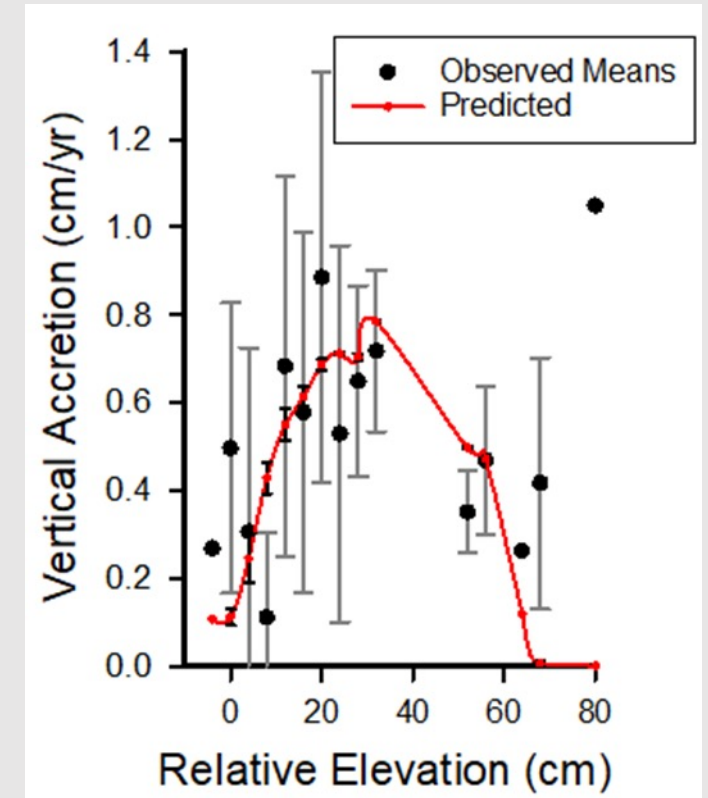 Observed Means
Predicted
Vertical Accretion (cm/yr)
1.4
1.2
1.0
0.8
0.6
0.4
0.2
0.0
0 20 40 60 80
Relative Elevation (cm)